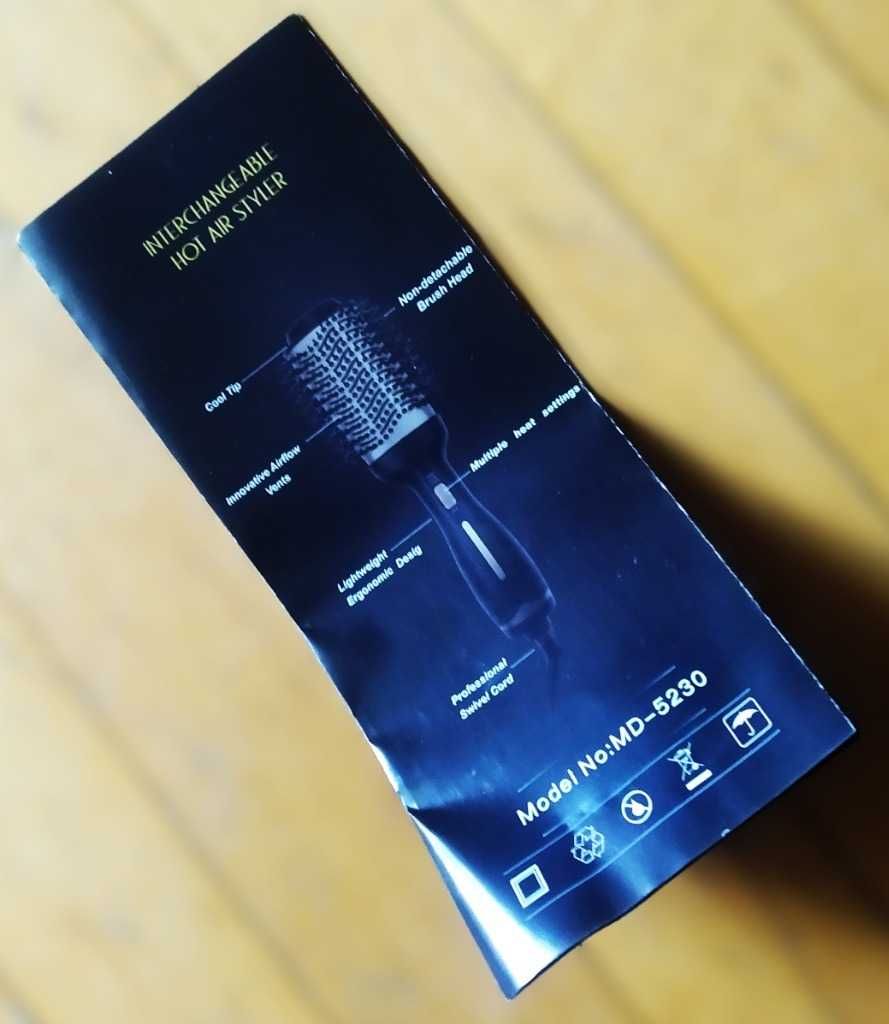 INTERCHANGEABLE
HOT AIR STYLER
Non-detachable
Brush Head
Cool Tip
Multiple heat settings
Innovative Airflow
Vents
Lightweight
Ergonomic Desig
Professional
Swivel Cord
Model No:MD-5230